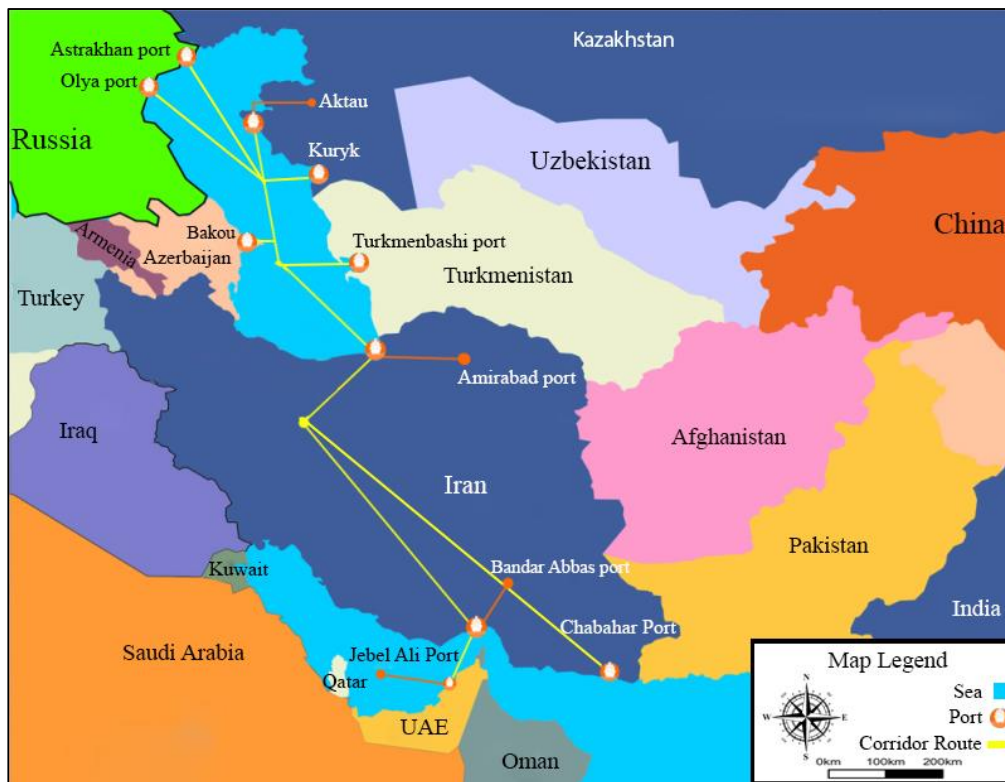 Kazakhstan
Astrakhan port
Olya port
Aktau
Russia
Kuryk
Uzbekistan
China
Armenia
Bakou
Azerbaijan
Turkmenbashi port
Turkmenistan
Turkey
Amirabad port
Iraq
Afghanistan
Iran
Pakistan
Kuwait
Bandar Abbas port
India
Chabahar Port
Saudi Arabia
Jebel Ali Port
Qatar
UAE
Oman
Map Legend
N
W E
S
Sea
Port
Corridor Route
0km 100km 200km